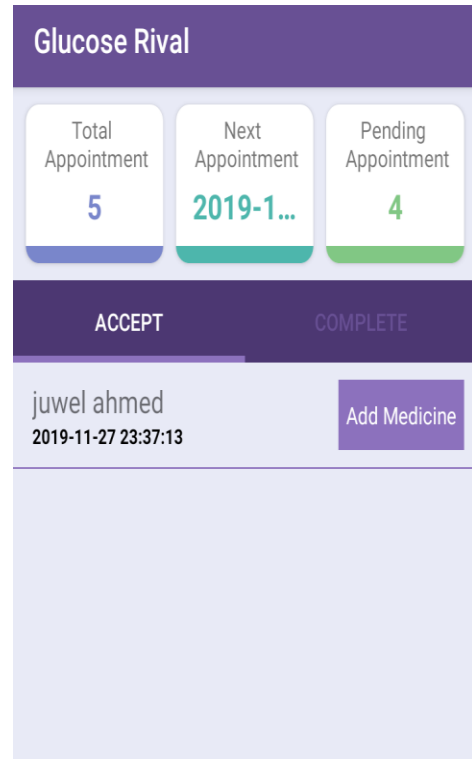 Glucose Rival
Total
Appointment
5
Next
Appointment
2019-1...
Pending
Appointment
4
ACCEPT
COMPLETE
juwel ahmed
2019-11-27 23:37:13
Add Medicine